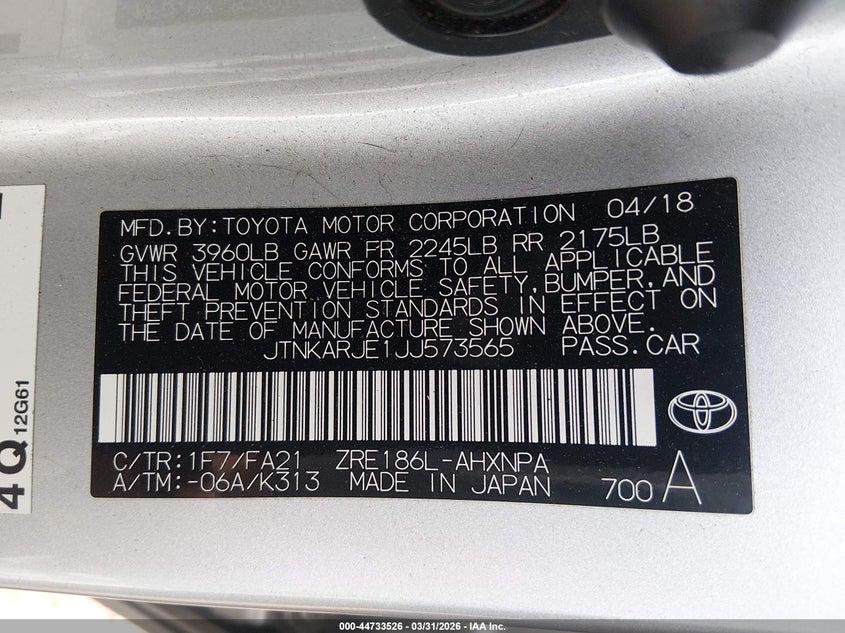 MFD.BY:TOYOTA MOTOR CORPORATION 04/18
GVWR 3960LB GAWR FR 2245LB RR 2175LB
THIS VEHICLE CONFORMS TO ALL APPLICABLE
FEDERAL MOTOR VEHICLE SAFETY,BUMPER,AND
THEFT PREVENTION STANDARDS IN EFFECT ON
THE DATE OF MANUFACTURE SHOWN ABOVE.
JTNKARJE1JJ573565 PASS.CAR
C/TR:1F7/FA21 ZRE186L-AHXNPA
A/TM:-06A/K313 MADE IN JAPAN 700 A
4Q 12G61
000-44733526 - 03/31/2026 - IAA Inc.